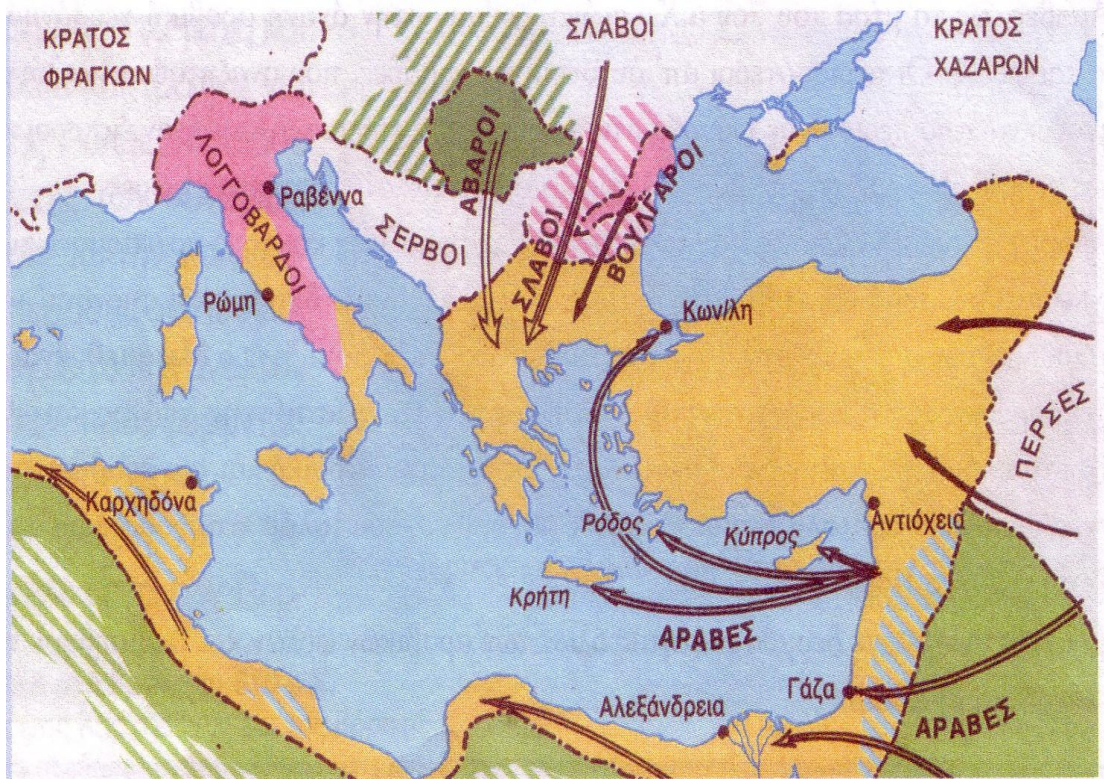 ΚΡΑΤΟΣ
ΦΡΑΓΚΩΝ
ΣΛΑΒΟΙ
ΚΡΑΤΟΣ
ΧΑΖΑΡΩΝ
ΛΟΓΓΟΒΑΡΔΟΙ
Ραβέννα
ΑΒΑΡΟΙ
ΣΕΡΒΟΙ
ΣΛΑΒΟΙ
ΒΟΥΛΓΑΡΟΙ
Ρώμη
Κων/λη
ΠΕΡΣΕΣ
Καρχηδόνα
Ρόδος
Κύπρος
Αντιόχεια
Κρήτη
ΑΡΑΒΕΣ
Γάζα
Αλεξάνδρεια
ΑΡΑΒΕΣ